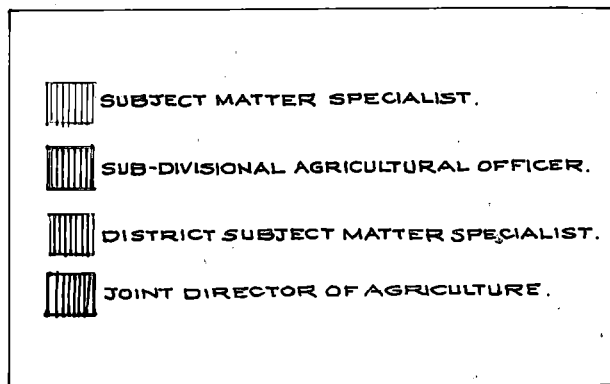 SUBJECT MATTER SPECIALIST.
SUB-DIVISIONAL AGRICULTURAL OFFICER.
DISTRICT SUBJECT MATTER SPECIALIST.
JOINT DIRECTOR OF AGRICULTURE.